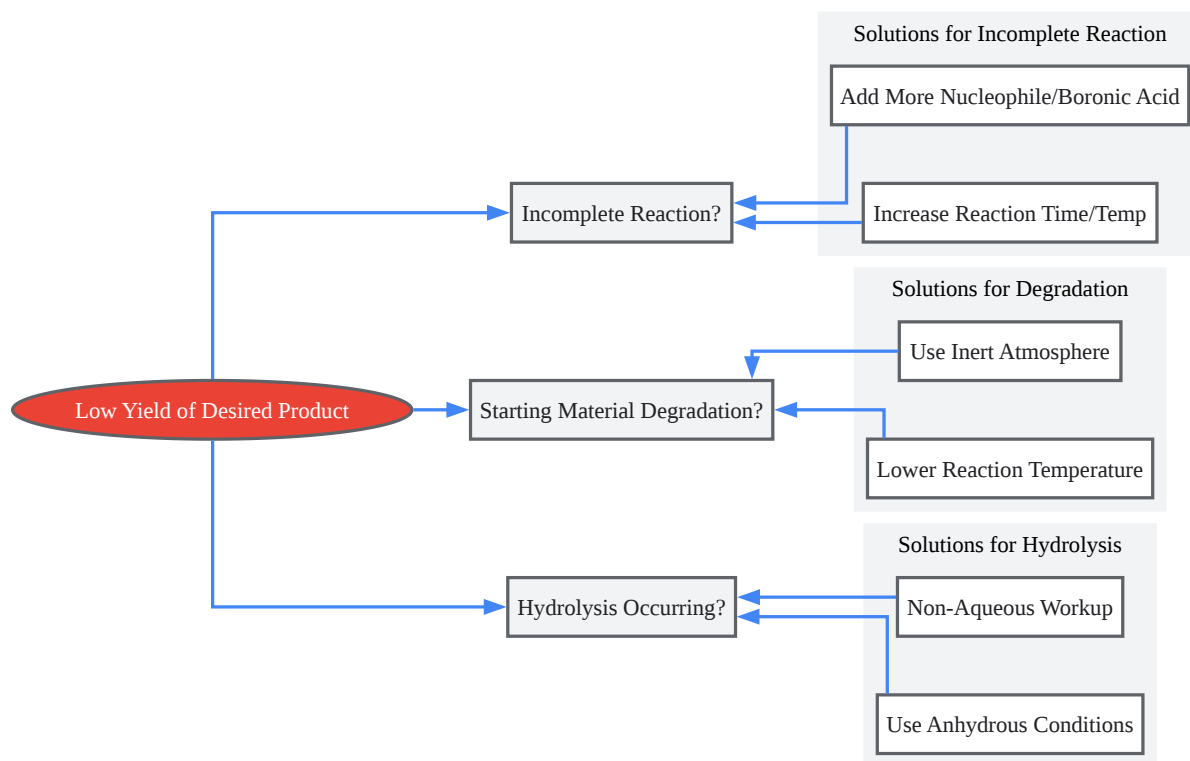 Solutions for Incomplete Reaction
Add More Nucleophile/Boronic Acid
Incomplete Reaction?
Increase Reaction Time/Temp
Solutions for Degradation
Use Inert Atmosphere
Low Yield of Desired Product
Starting Material Degradation?
Lower Reaction Temperature
Solutions for Hydrolysis
Hydrolysis Occurring?
Non-Aqueous Workup
Use Anhydrous Conditions